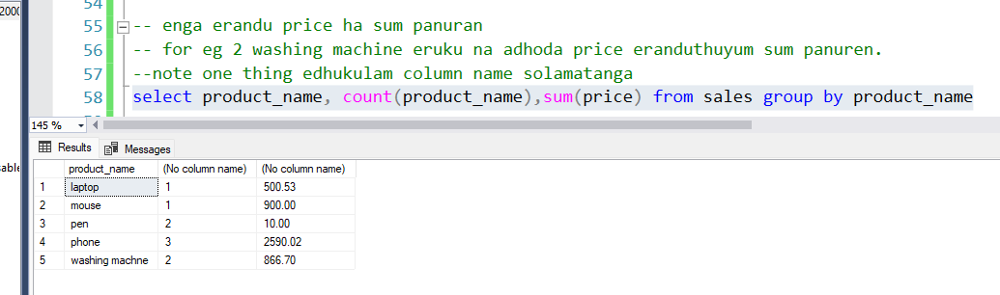 2000
54
55 -- enga erandu price ha sum panuran
56 -- for eg 2 washing machine eruku na adhoda price eranduthuyum sum panuren.
57 --note one thing edhukulam column name solamatanga
58 select product_name, count(product_name),sum(price) from sales group by product_name
145 %
Results Messages
product_name (No column name) (No column name)
1 laptop 1 500.53
2 mouse 1 900.00
3 pen 2 10.00
4 phone 3 2590.02
5 washing machne 2 866.70